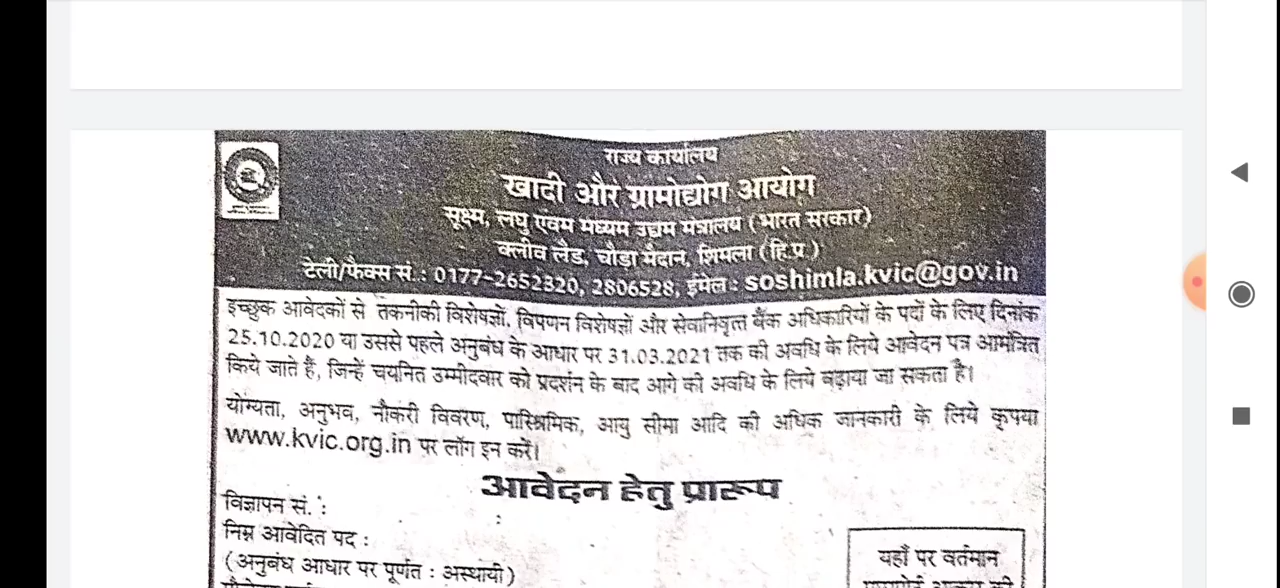 राज्य कार्यालय
खादी और ग्रामोद्योग आयोग
सूक्ष्म, लघु एवम मध्यम उद्यम मंत्रालय (भारत सरकार)
क्लीव लैंड, चौड़ा मैदान, शिमला (हि.प्र.)
टेली/फैक्स सं.: 0177-2652320, 2806528, ईमेल: soshimla.kvic@gov.in
इच्छुक आवेदकों से तकनीकी विशेषज्ञों, विपणन विशेषज्ञों और सेवानिवृत्त बैंक अधिकारियों के पदों के लिए दिनांक
25.10.2020 या उससे पहले अनुबंध के आधार पर 31.03.2021 तक की अवधि के लिये आवेदन पत्र आमंत्रित
किये जाते हैं, जिन्हें चयनित उम्मीदवार को प्रदर्शन के बाद आगे की अवधि के लिये बढ़ाया जा सकता है।
योग्यता, अनुभव, नौकरी विवरण, पारिश्रमिक, आयु सीमा आदि की अधिक जानकारी के लिये कृपया
www.kvic.org.in पर लॉग इन करें।
आवेदन हेतु प्रारूप
विज्ञापन सं. :
निम्न आवेदित पद :
(अनुबंध आधार पर पूर्णत : अस्थायी)
यहाँ पर वर्तमान